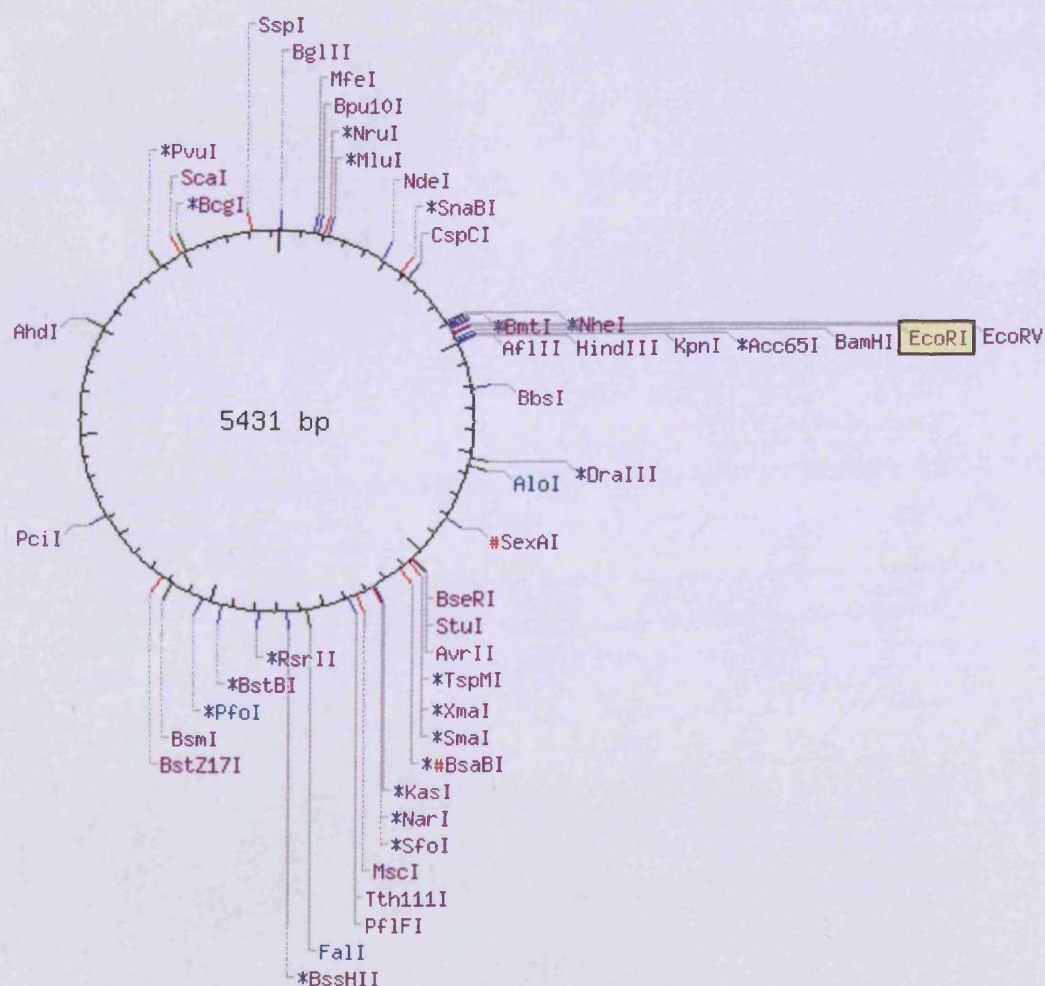 SspI
BglII
MfeI
Bpu10I
*NruI
*MluI
*PvuI
ScaI
*BcgI
NdeI
*SnaBI
CspCI
*BmtI *NheI
AflII HindIII KpnI *Acc65I BamHI EcoRI EcoRV
AhdI
BbsI
5431 bp
*DraIII
AloI
PciI
#SexAI
BseRI
StuI
AvrII
*TspMI
*XmaI
*SmaI
*#BsaBI
*RsrII
*BstBI
*PfoI
BsmI
BstZ17I
*KasI
*NarI
*SfoI
MscI
Tth111I
PflFI
FalI
*BssHII